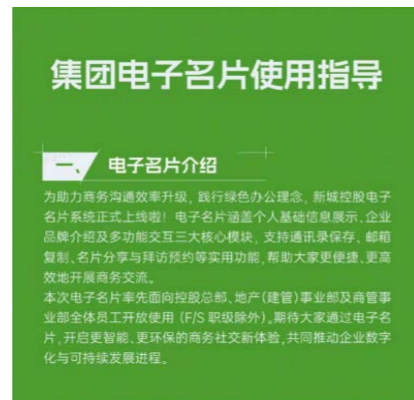 集团电子名片使用指导
一、 电子名片介绍
为助力商务沟通效率升级，践行绿色办公理念，新城控股电子
名片系统正式上线啦！电子名片涵盖个人基础信息展示、企业
品牌介绍及多功能交互三大核心模块，支持通讯录保存、邮箱
复制、名片分享与拜访预约等实用功能，帮助大家更便捷、更高
效地开展商务交流。
本次电子名片率先面向控股总部、地产(建管)事业部及商管事
业部全体员工开放使用（F/S 职级除外）。期待大家通过电子名
片，开启更智能、更环保的商务社交新体验，共同推动企业数字
化与可持续发展进程。